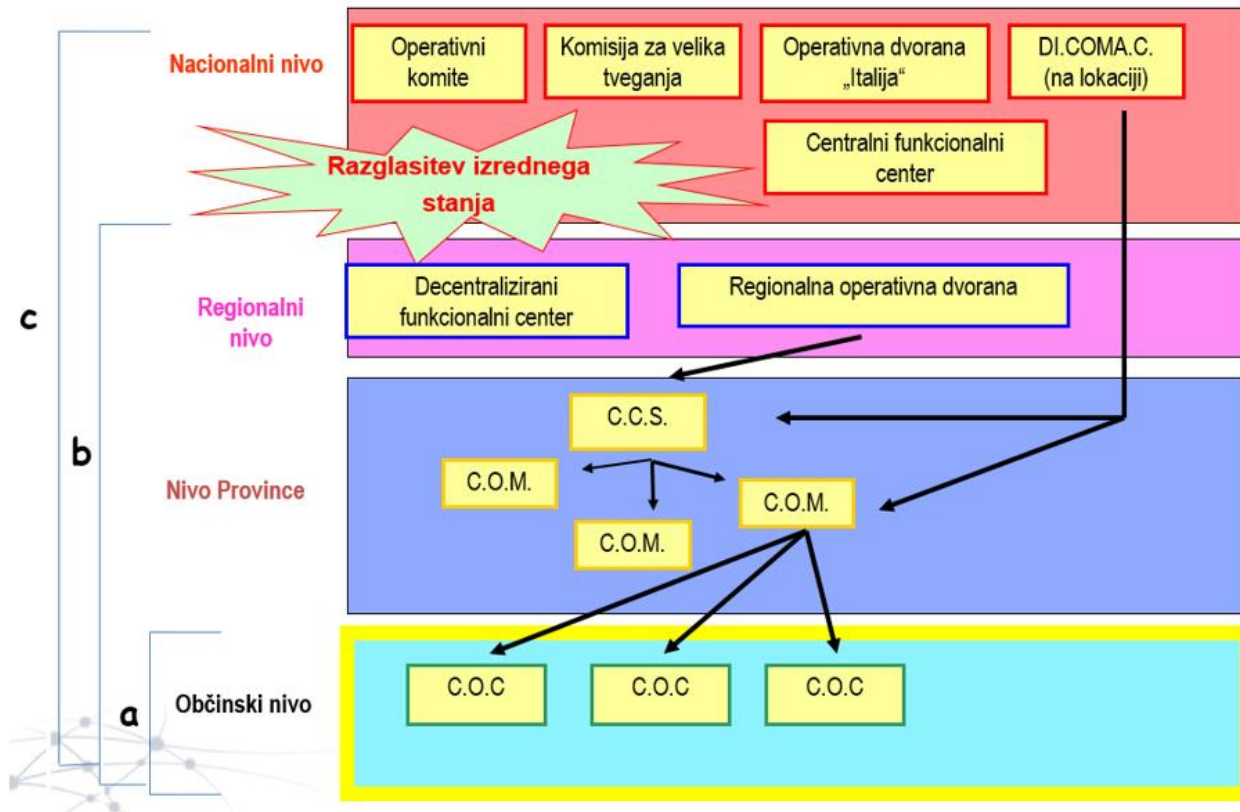 Nacionalni nivo
Operativni
komite
Komisija za velika
tveganja
Operativna dvorana
„Italija“
DI.COMA.C.
(na lokaciji)
Razglasitev izrednega
stanja
Centralni funkcionalni
center
c
Regionalni
nivo
Decentralizirani
funkcionalni center
Regionalna operativna dvorana
b
Nivo Province
C.C.S.
C.O.M.
C.O.M.
C.O.M.
a
Občinski nivo
C.O.C
C.O.C
C.O.C